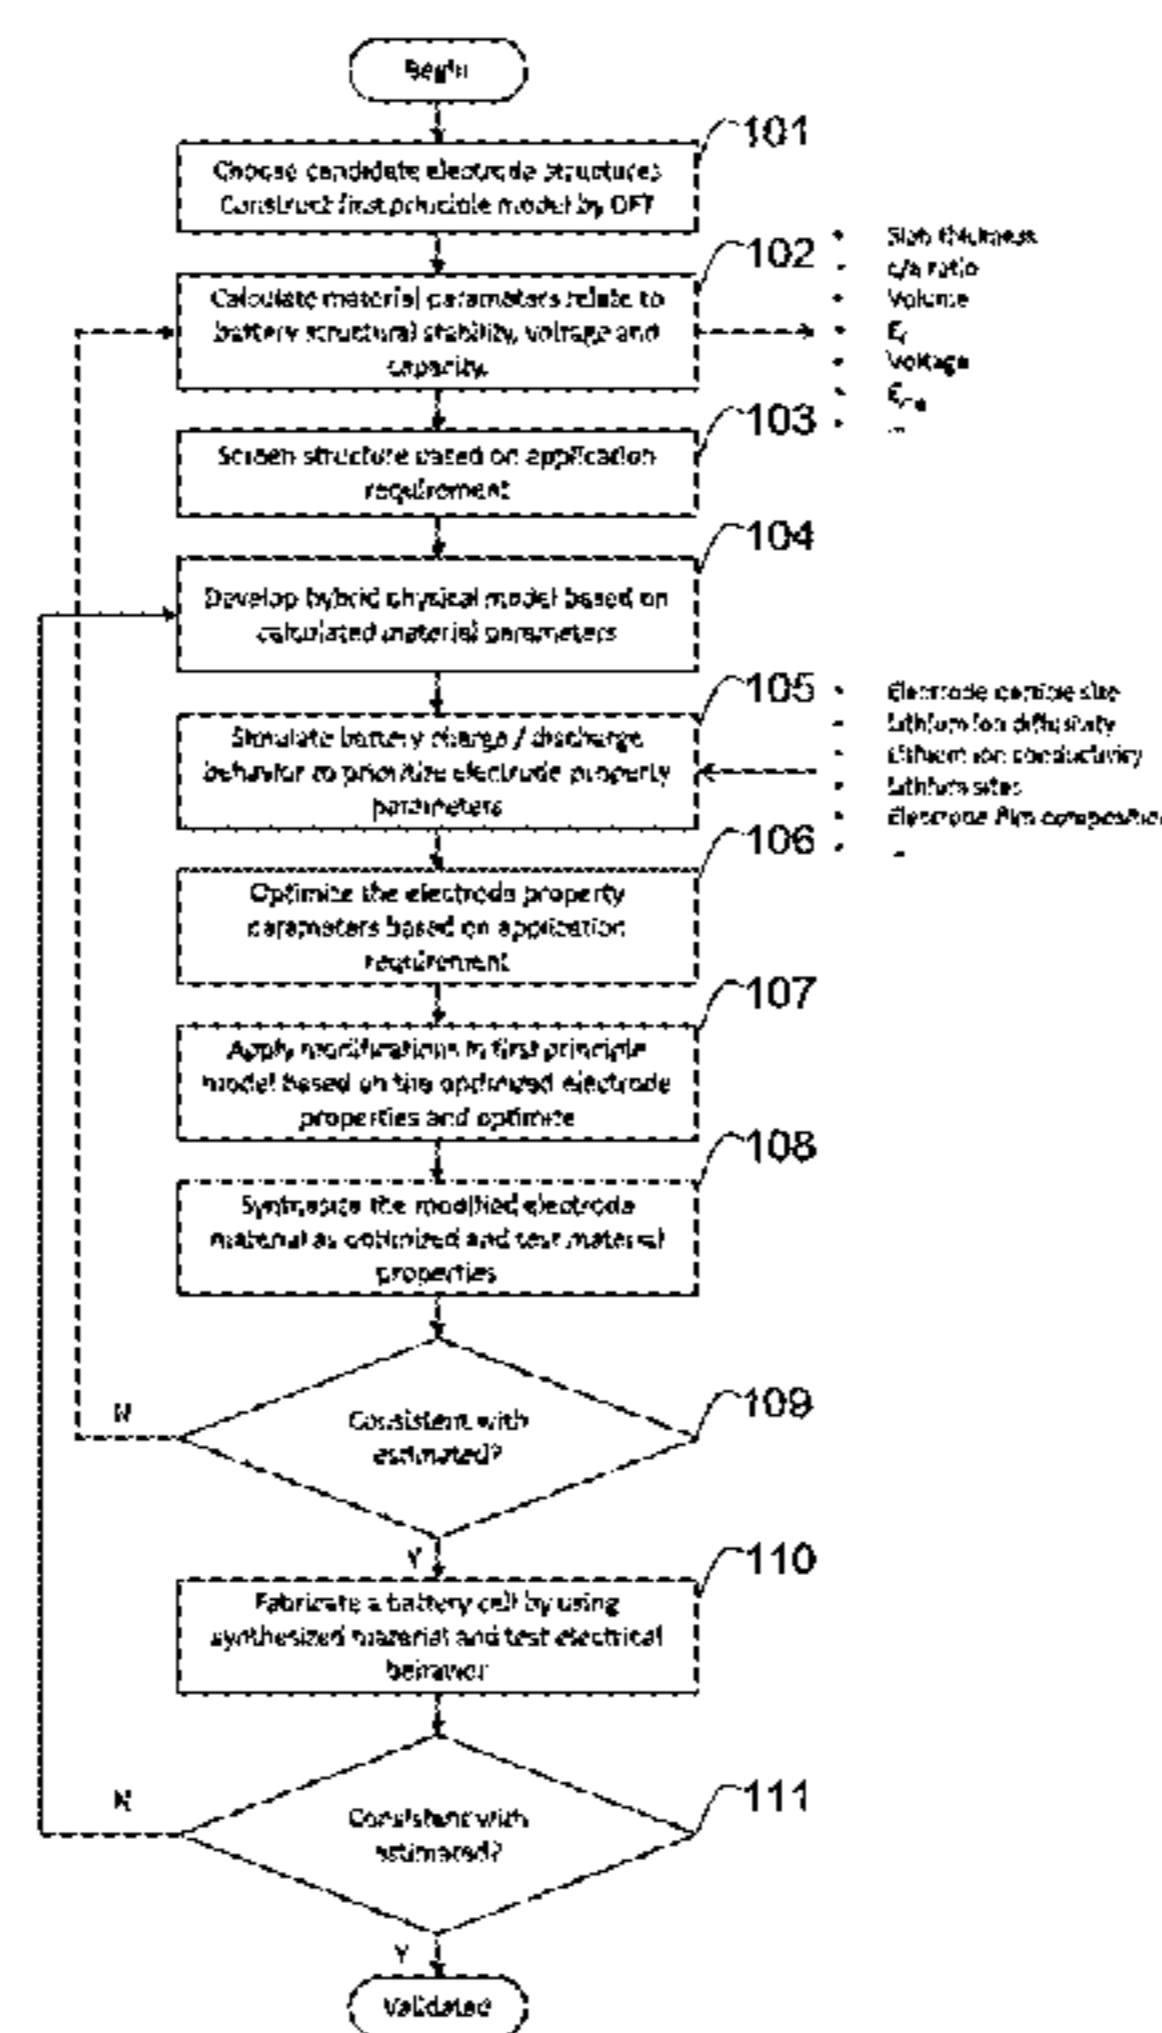 Begin
101
Choose candidate electrode structures
Construct first principle model by DFT
102
Calculate material parameters relate to
battery structural stability, voltage and
capacity.
Slab thickness
c/a ratio
Volume
Voltage
...
103
Screen structure based on application
requirement
104
Develop hybrid physical model based on
calculated material parameters
105
Simulate battery charge / discharge
behavior to prioritize electrode property
parameters
Electrode particle size
Lithium ion diffusivity
Lithium ion conductivity
Lithium sites
Electrode film compositio
106
Optimize the electrode property
parameters based on application
requirement
107
Apply modifications in first principle
model based on the optimized electrode
properties and optimize
108
Synthesize the modified electrode
material as optimized and test material
properties
109
Consistent with
estimated?
N
Y
110
Fabricate a battery cell by using
synthesized material and test electrical
behavior
111
Consistent with
estimated?
N
Y
Validated